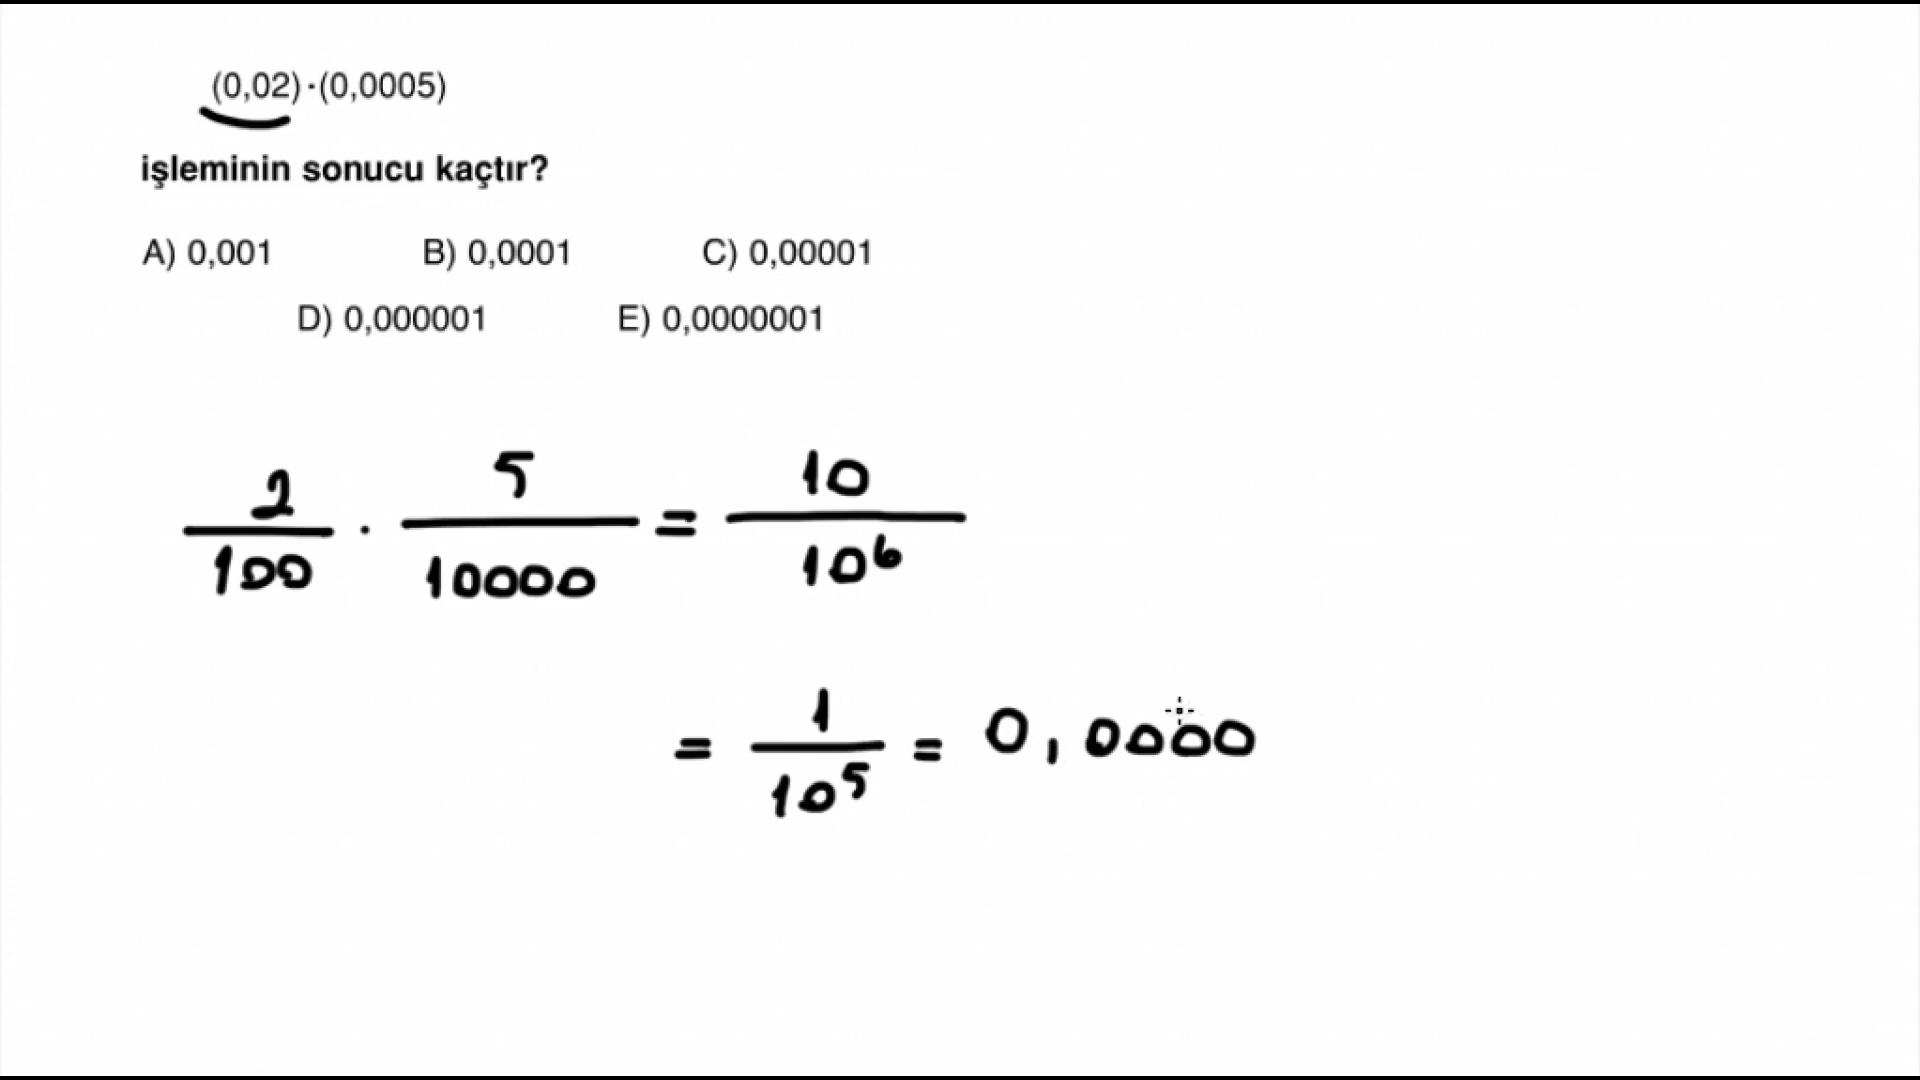 (0,02)·(0,0005)
işleminin sonucu kaçtır?
A) 0,001 B) 0,0001 C) 0,00001
D) 0,000001 E) 0,0000001
2/100 · 5/10000 = 10/10⁶
= 1/10⁵ = 0,0000